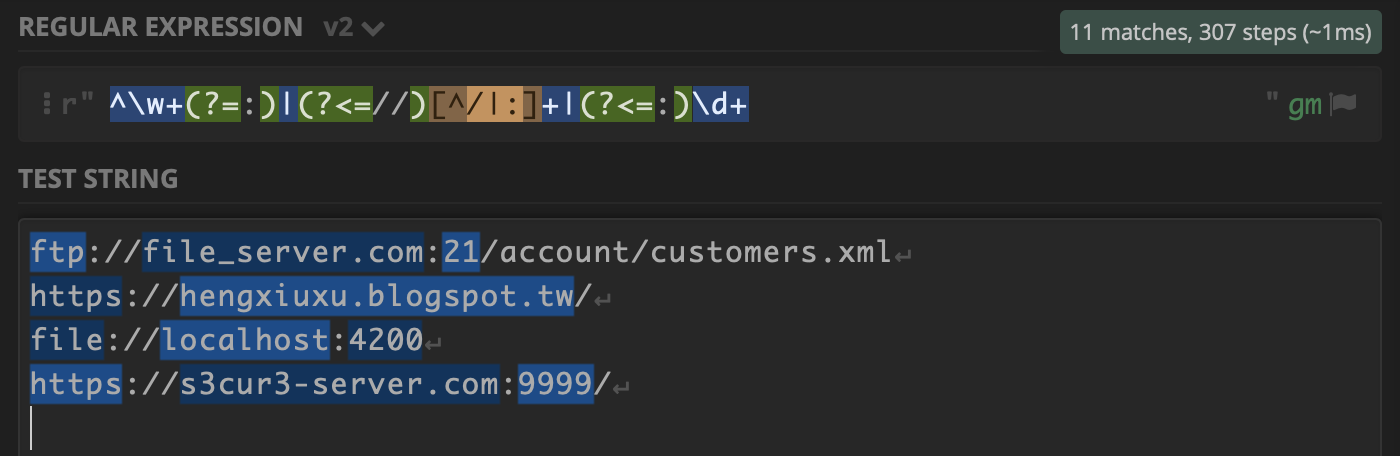 REGULAR EXPRESSION v2
11 matches, 307 steps (~1ms)
r" ^\w+(?=:)|(?<=//)[^/|:]+|(?<=:)\d+ " gm
TEST STRING
ftp://file_server.com:21/account/customers.xml↵
https://hengxiuxu.blogspot.tw/↵
file://localhost:4200↵
https://s3cur3-server.com:9999/↵